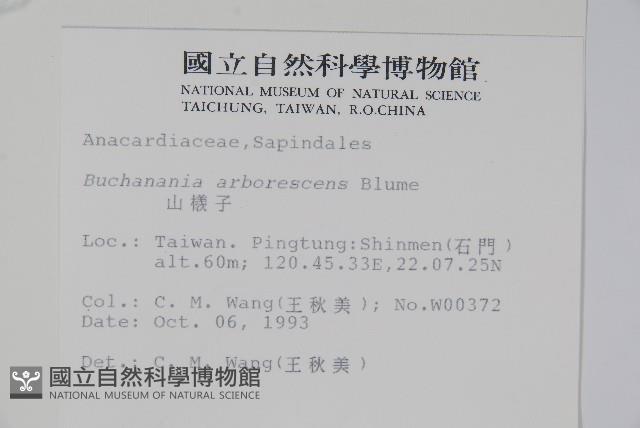 國立自然科學博物館
NATIONAL MUSEUM OF NATURAL SCIENCE
TAICHUNG, TAIWAN, R.O.CHINA
Anacardiaceae,Sapindales
Buchanania arborescens Blume
山檨子
Loc.: Taiwan. Pingtung:Shinmen(石門)
alt.60m; 120.45.33E,22.07.25N
Col.: C. M. Wang(王秋美); No.W00372
Date: Oct. 06, 1993
Det.: C. M. Wang(王秋美)
國立自然科學博物館
NATIONAL MUSEUM OF NATURAL SCIENCE